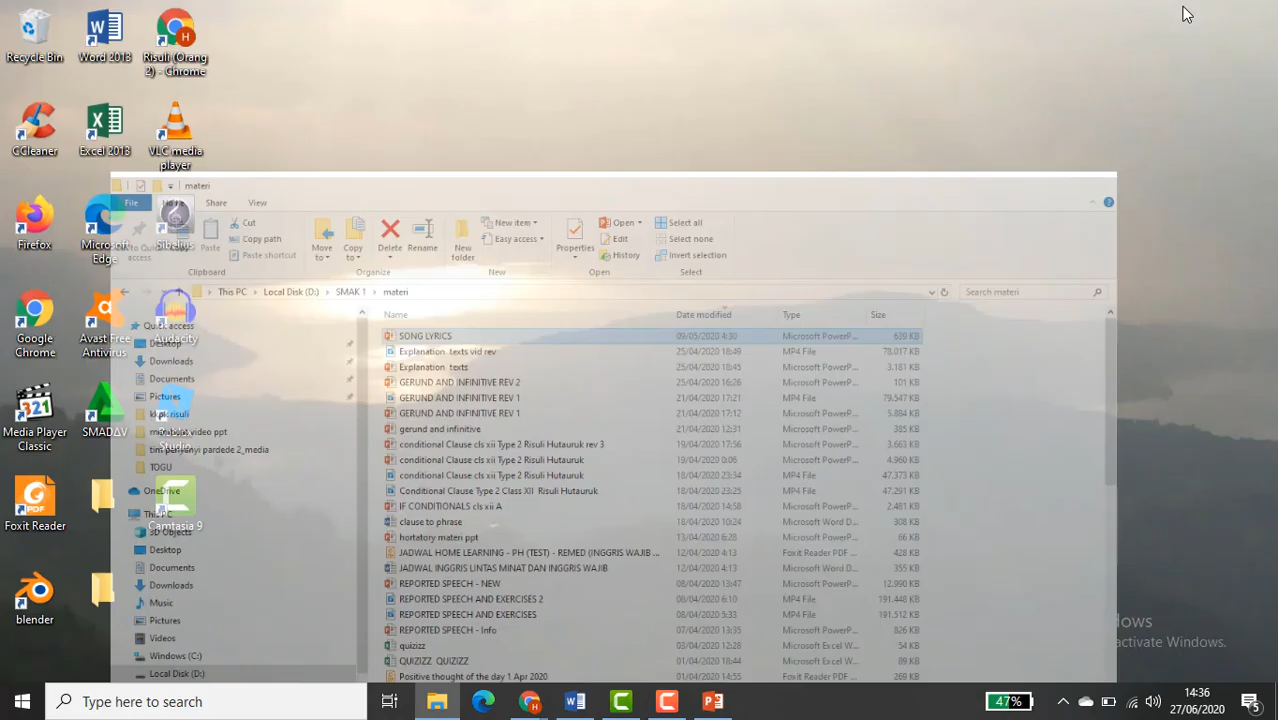 Recycle Bin
Word 2013
Risuli (Orang
2) - Chrome
CCleaner
Excel 2013
VLC media
player
Firefox
Microsoft
Edge
Sibelius
Google
Chrome
Avast Free
Antivirus
Audacity
Media Player
Classic
SMADΔV
Studio
Foxit Reader
Camtasia 9
blender
materi
File
Share
View
Cut
Copy path
Paste shortcut
access
Paste
Clipboard
Move
to
Copy
to
Delete
Rename
Organize
New
folder
New item
Easy access
New
Properties
Open
Edit
History
Open
Select all
Select none
Invert selection
Select
This PC > Local Disk (D:) > SMAK 1 > materi
Search materi
Name Date modified Type Size
SONG LYRICS 09/05/2020 4:30 Microsoft PowerP... 639 KB
Explanation texts vid rev 25/04/2020 18:49 MP4 File 78.017 KB
Explanation texts 25/04/2020 18:45 Microsoft PowerP... 3.181 KB
GERUND AND INFINITIVE REV 2 25/04/2020 16:26 Microsoft PowerP... 101 KB
GERUND AND INFINITIVE REV 1 21/04/2020 17:21 MP4 File 79.547 KB
GERUND AND INFINITIVE REV 1 21/04/2020 17:12 Microsoft PowerP... 5.884 KB
gerund and infinitive 21/04/2020 12:31 Microsoft PowerP... 385 KB
conditional Clause cls xii Type 2 Risuli Hutauruk rev 3 19/04/2020 17:56 Microsoft PowerP... 3.663 KB
conditional Clause cls xii Type 2 Risuli Hutauruk 19/04/2020 0:06 Microsoft PowerP... 4.960 KB
conditional Clause cls xii Type 2 Risuli Hutauruk 18/04/2020 23:34 MP4 File 47.373 KB
Conditional Clause Type 2 Class XII Risuli Hutauruk 18/04/2020 23:25 MP4 File 47.291 KB
IF CONDITIONALS cls xii A 18/04/2020 14:58 Microsoft PowerP... 2.481 KB
clause to phrase 18/04/2020 10:24 Microsoft Word D... 308 KB
hortatory materi ppt 13/04/2020 6:28 Microsoft PowerP... 66 KB
JADWAL HOME LEARNING - PH (TEST) - REMED (INGGRIS WAJIB ... 12/04/2020 4:13 Foxit Reader PDF ... 428 KB
JADWAL INGGRIS LINTAS MINAT DAN INGGRIS WAJIB 12/04/2020 4:13 Microsoft Word D... 355 KB
REPORTED SPEECH - NEW 08/04/2020 13:47 Microsoft PowerP... 12.990 KB
REPORTED SPEECH AND EXERCISES 2 08/04/2020 6:10 MP4 File 191.448 KB
REPORTED SPEECH AND EXERCISES 08/04/2020 5:33 MP4 File 191.512 KB
REPORTED SPEECH - Info 07/04/2020 13:35 Microsoft PowerP... 826 KB
quizizz 03/04/2020 12:28 Microsoft Excel W... 54 KB
QUIZIZZ QUIZIZZ 01/04/2020 18:44 Microsoft Excel W... 89 KB
Positive thought of the day 1 Apr 2020 01/04/2020 14:55 Microsoft PowerP... 269 KB
Quick access
Desktop
Downloads
Documents
Pictures
kkpk risuli
video ppt
tim penyanyi pardede 2_media
TOGU
OneDrive
This PC
3D Objects
Desktop
Documents
Downloads
Music
Pictures
Videos
Windows (C:)
Local Disk (D:)
activate Windows.
Type here to search
47%
14:36
27/06/2020
5